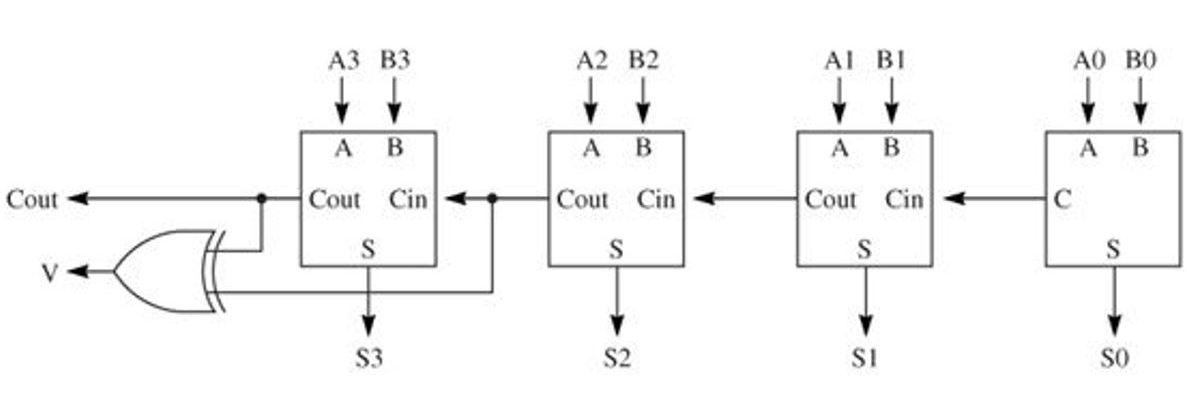 A3 B3 A2 B2 A1 B1 A0 B0
A B A B A B A B
Cout Cout Cin Cout Cin Cout Cin C
S S S S
V
S3 S2 S1 S0